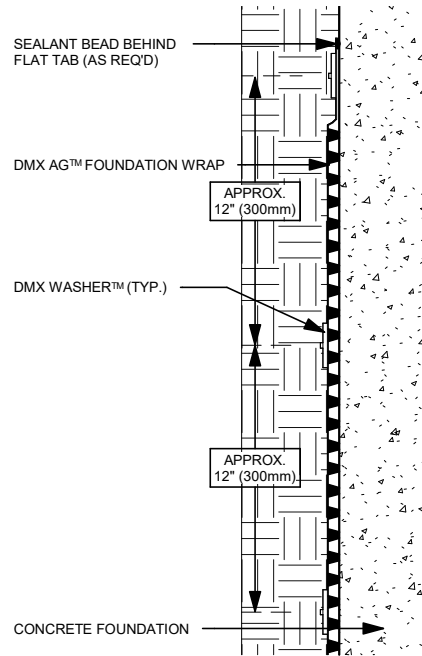 SEALANT BEAD BEHIND
FLAT TAB (AS REQ'D)
DMX AG™ FOUNDATION WRAP
APPROX.
12" (300mm)
DMX WASHER™ (TYP.)
APPROX.
12" (300mm)
CONCRETE FOUNDATION